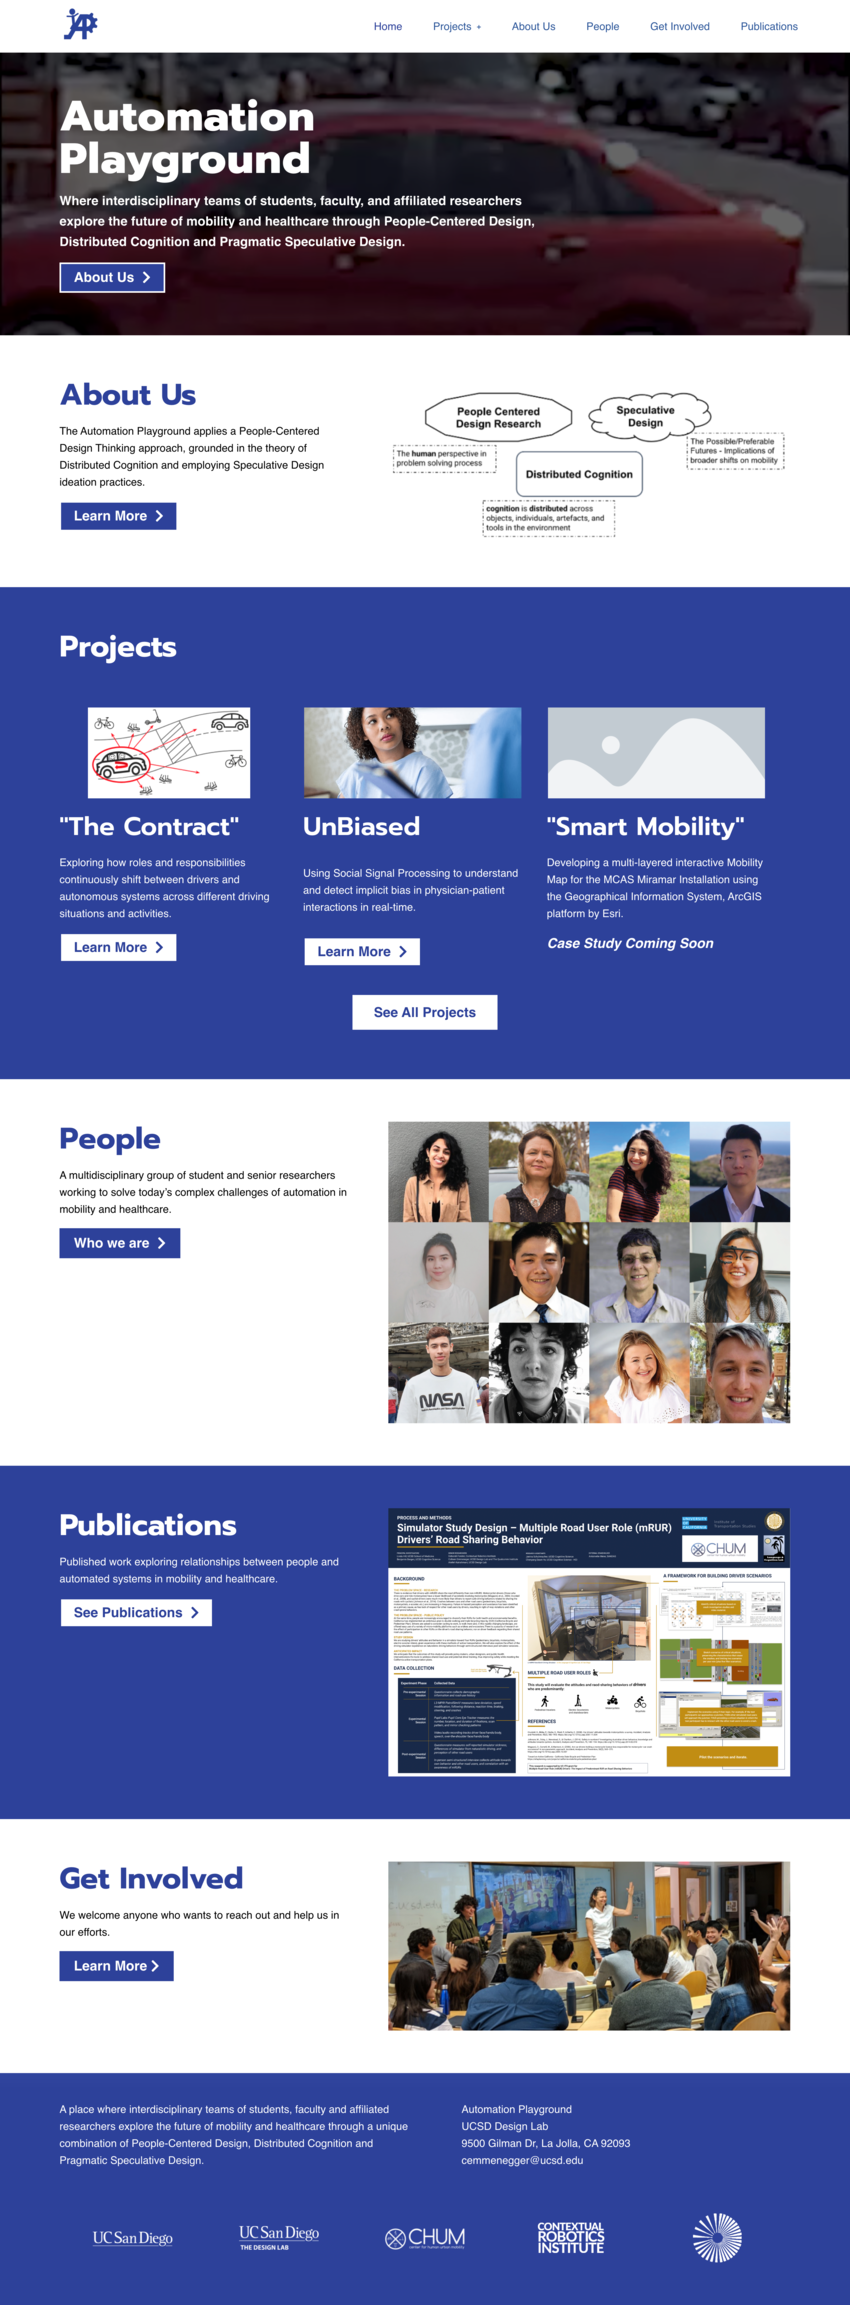 Home
Projects +
About Us
People
Get Involved
Publications
Automation
Playground
Where interdisciplinary teams of students, faculty, and affiliated researchers
explore the future of mobility and healthcare through People-Centered Design,
Distributed Cognition and Pragmatic Speculative Design.
About Us
About Us
The Automation Playground applies a People-Centered
Design Thinking approach, grounded in the theory of
Distributed Cognition and employing Speculative Design
ideation practices.
Learn More
People Centered
Design Research
Speculative
Design
The human perspective in
problem solving process
The Possible/Preferable
Futures - Implications of
broader shifts on mobility
Distributed Cognition
cognition is distributed across
objects, individuals, artefacts, and
tools in the environment
Projects
"The Contract"
Exploring how roles and responsibilities
continuously shift between drivers and
autonomous systems across different driving
situations and activities.
Learn More
UnBiased
Using Social Signal Processing to understand
and detect implicit bias in physician-patient
interactions in real-time.
Learn More
"Smart Mobility"
Developing a multi-layered interactive Mobility
Map for the MCAS Miramar Installation using
the Geographical Information System, ArcGIS
platform by Esri.
Case Study Coming Soon
See All Projects
People
A multidisciplinary group of student and senior researchers
working to solve today's complex challenges of automation in
mobility and healthcare.
Who we are
NASA
Publications
Published work exploring relationships between people and
automated systems in mobility and healthcare.
See Publications
PROCESS AND METHODS
Simulator Study Design – Multiple Road User Role (mRUR)
Drivers' Road Sharing Behavior
CHUM
BACKGROUND
A FRAMEWORK FOR BUILDING DRIVER SCENARIOS
DATA COLLECTION
MULTIPLE ROAD USER ROLES
This study will evaluate the attitudes and road sharing behaviors of drivers
who are predominantly:
REFERENCES
Get Involved
We welcome anyone who wants to reach out and help us in
our efforts.
Learn More
A place where interdisciplinary teams of students, faculty and affiliated
researchers explore the future of mobility and healthcare through a unique
combination of People-Centered Design, Distributed Cognition and
Pragmatic Speculative Design.
Automation Playground
UCSD Design Lab
9500 Gilman Dr, La Jolla, CA 92093
cemmenegger@ucsd.edu
UC San Diego
UC San Diego
THE DESIGN LAB
CHUM
center for human urban mobility
CONTEXTUAL
ROBOTICS
INSTITUTE